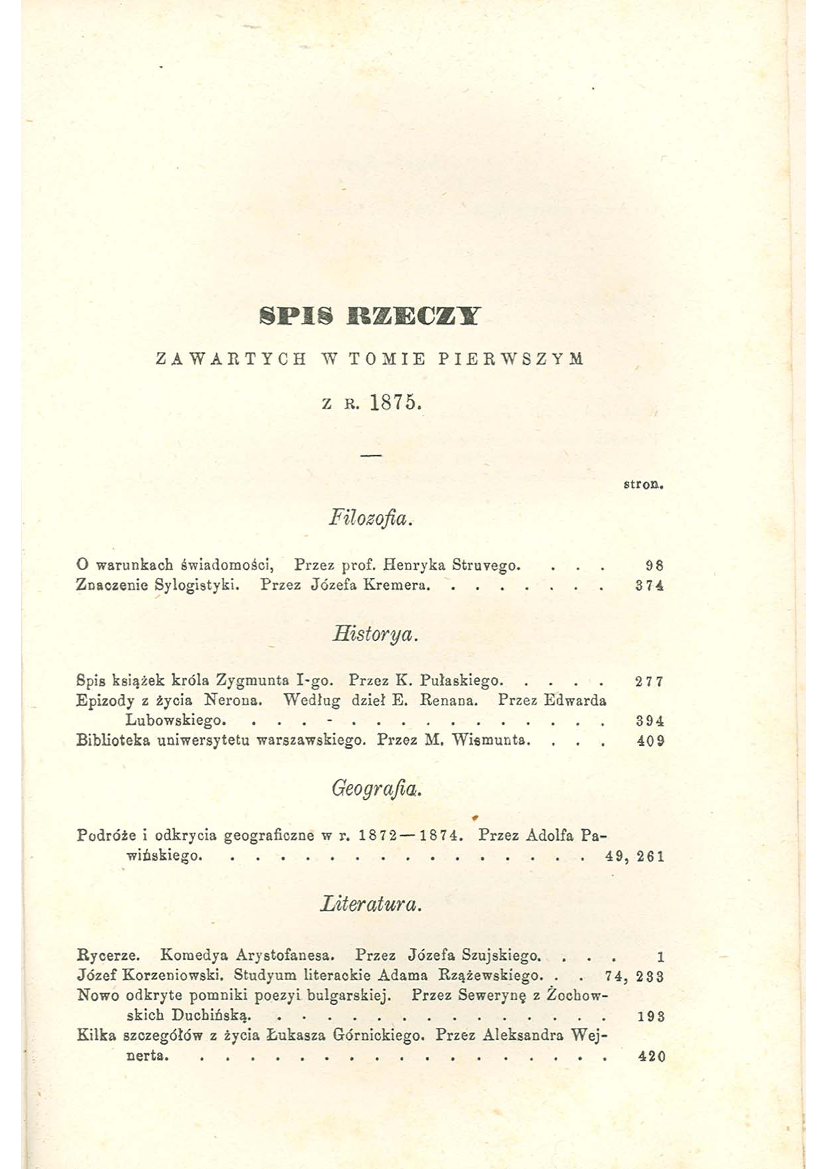 SPIS RZECZY
ZAWARTYCH W TOMIE PIERWSZYM
Z R. 1875.
—
stron.
Filozofia.
O warunkach świadomości, Przez prof. Henryka Struvego. . . . 98
Znaczenie Sylogistyki. Przez Józefa Kremera. . . . . . . . 374
Historya.
Spis książek króla Zygmunta I-go. Przez K. Pułaskiego. . . . . 277
Epizody z życia Nerona. Według dzieł E. Renana. Przez Edwarda
Lubowskiego. . . . - . . . . . . . . . . . 394
Biblioteka uniwersytetu warszawskiego. Przez M. Wismunta. . . . 409
Geografia.
Podróże i odkrycia geograficzne w r. 1872—1874. Przez Adolfa Pa-
wińskiego. . . . . . . . . . . . . . . . 49, 261
Literatura.
Rycerze. Komedya Arystofanesa. Przez Józefa Szujskiego. . . . 1
Józef Korzeniowski. Studyum literackie Adama Rzążewskiego. . . 74, 233
Nowo odkryte pomniki poezyi bulgarskiej. Przez Sewerynę z Żochow-
skich Duchińską. . . . . . . . . . . . . . . 193
Kilka szczegółów z życia Łukasza Górnickiego. Przez Aleksandra Wej-
nerta. . . . . . . . . . . . . . . . . . . 420